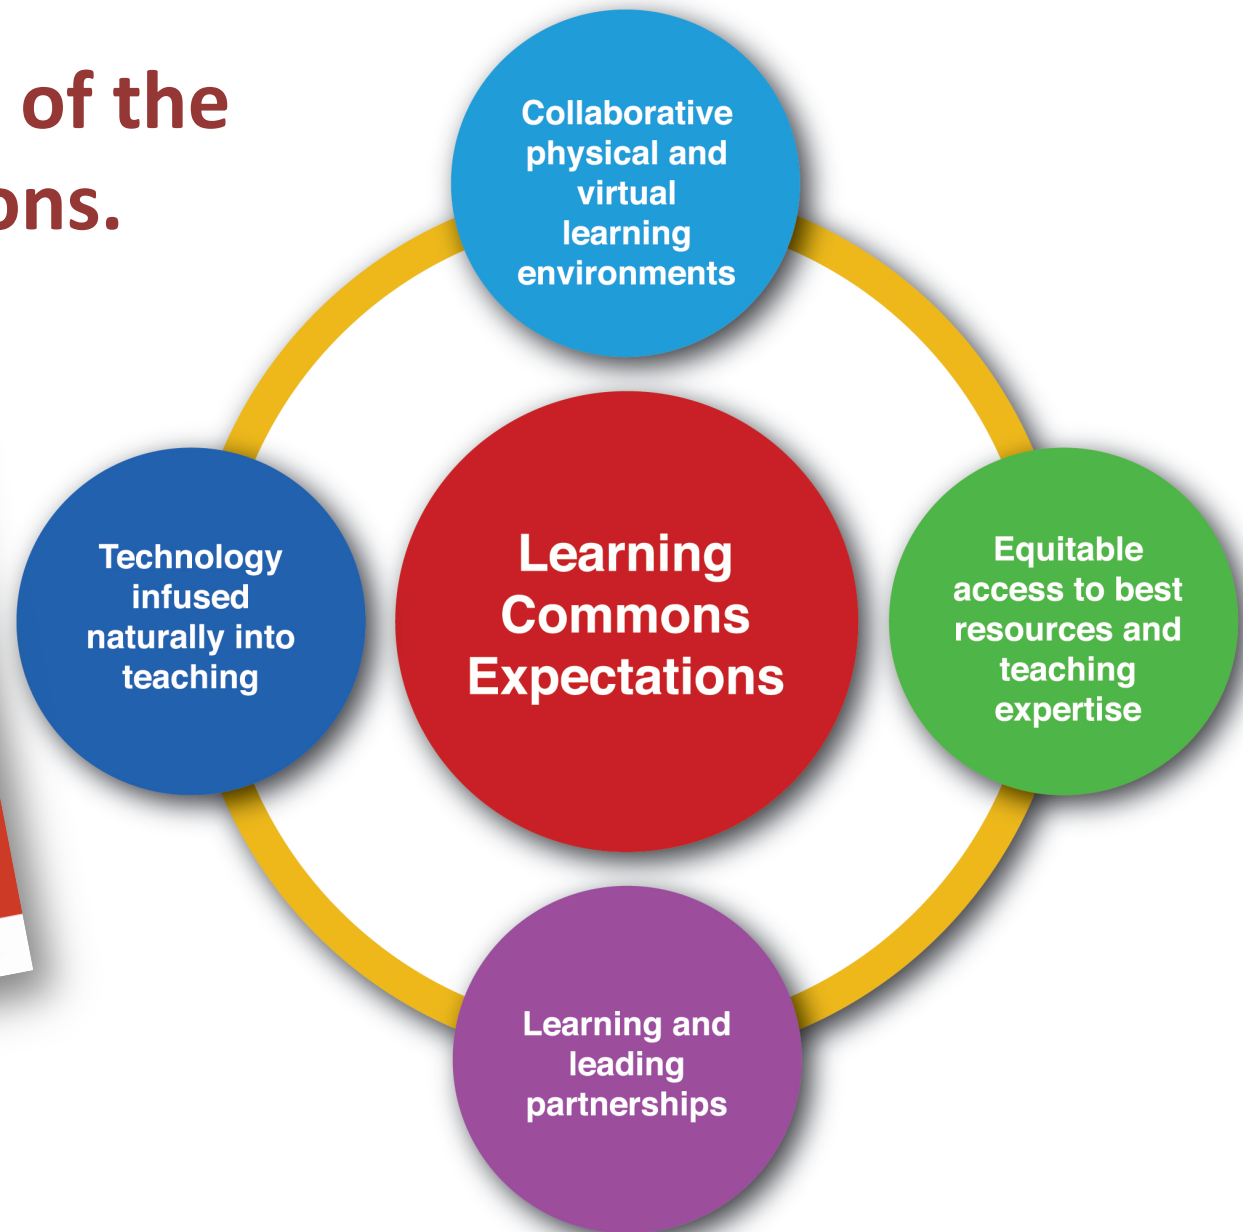 of the
ons.
Collaborative
physical and
virtual
learning
environments
Technology
infused
naturally into
teaching
Learning
Commons
Expectations
Equitable
access to best
resources and
teaching
expertise
Learning and
leading
partnerships